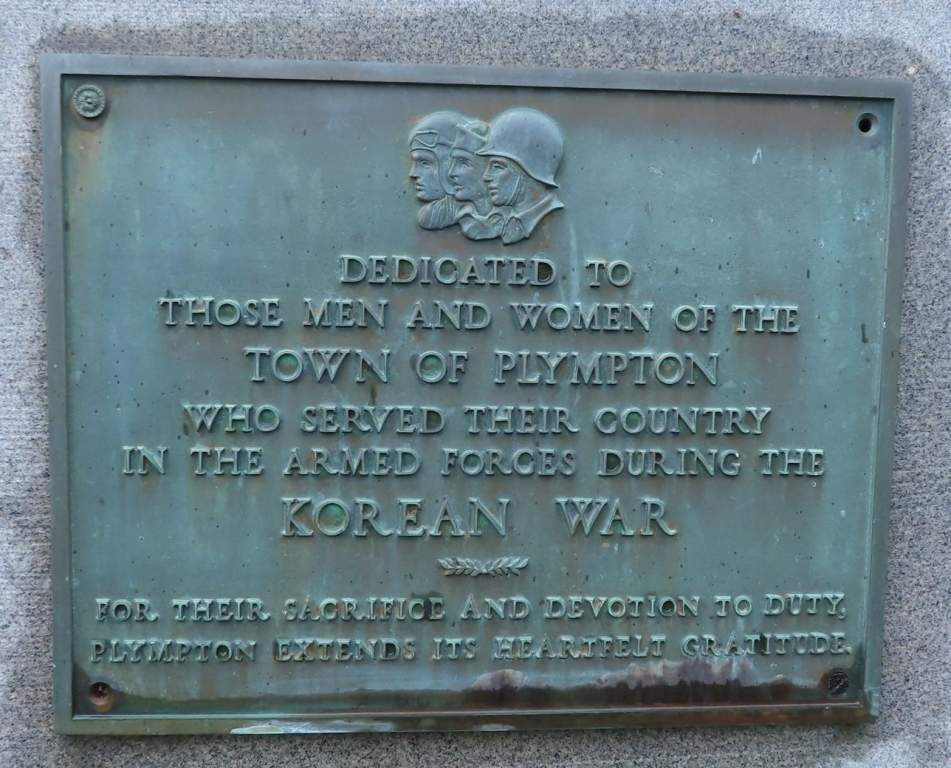 DEDICATED TO
THOSE MEN AND WOMEN OF THE
TOWN OF PLYMPTON
WHO SERVED THEIR COUNTRY
IN THE ARMED FORCES DURING THE
KOREAN WAR
FOR THEIR SACRIFICE AND DEVOTION TO DUTY,
PLYMPTON EXTENDS ITS HEARTFELT GRATITUDE.